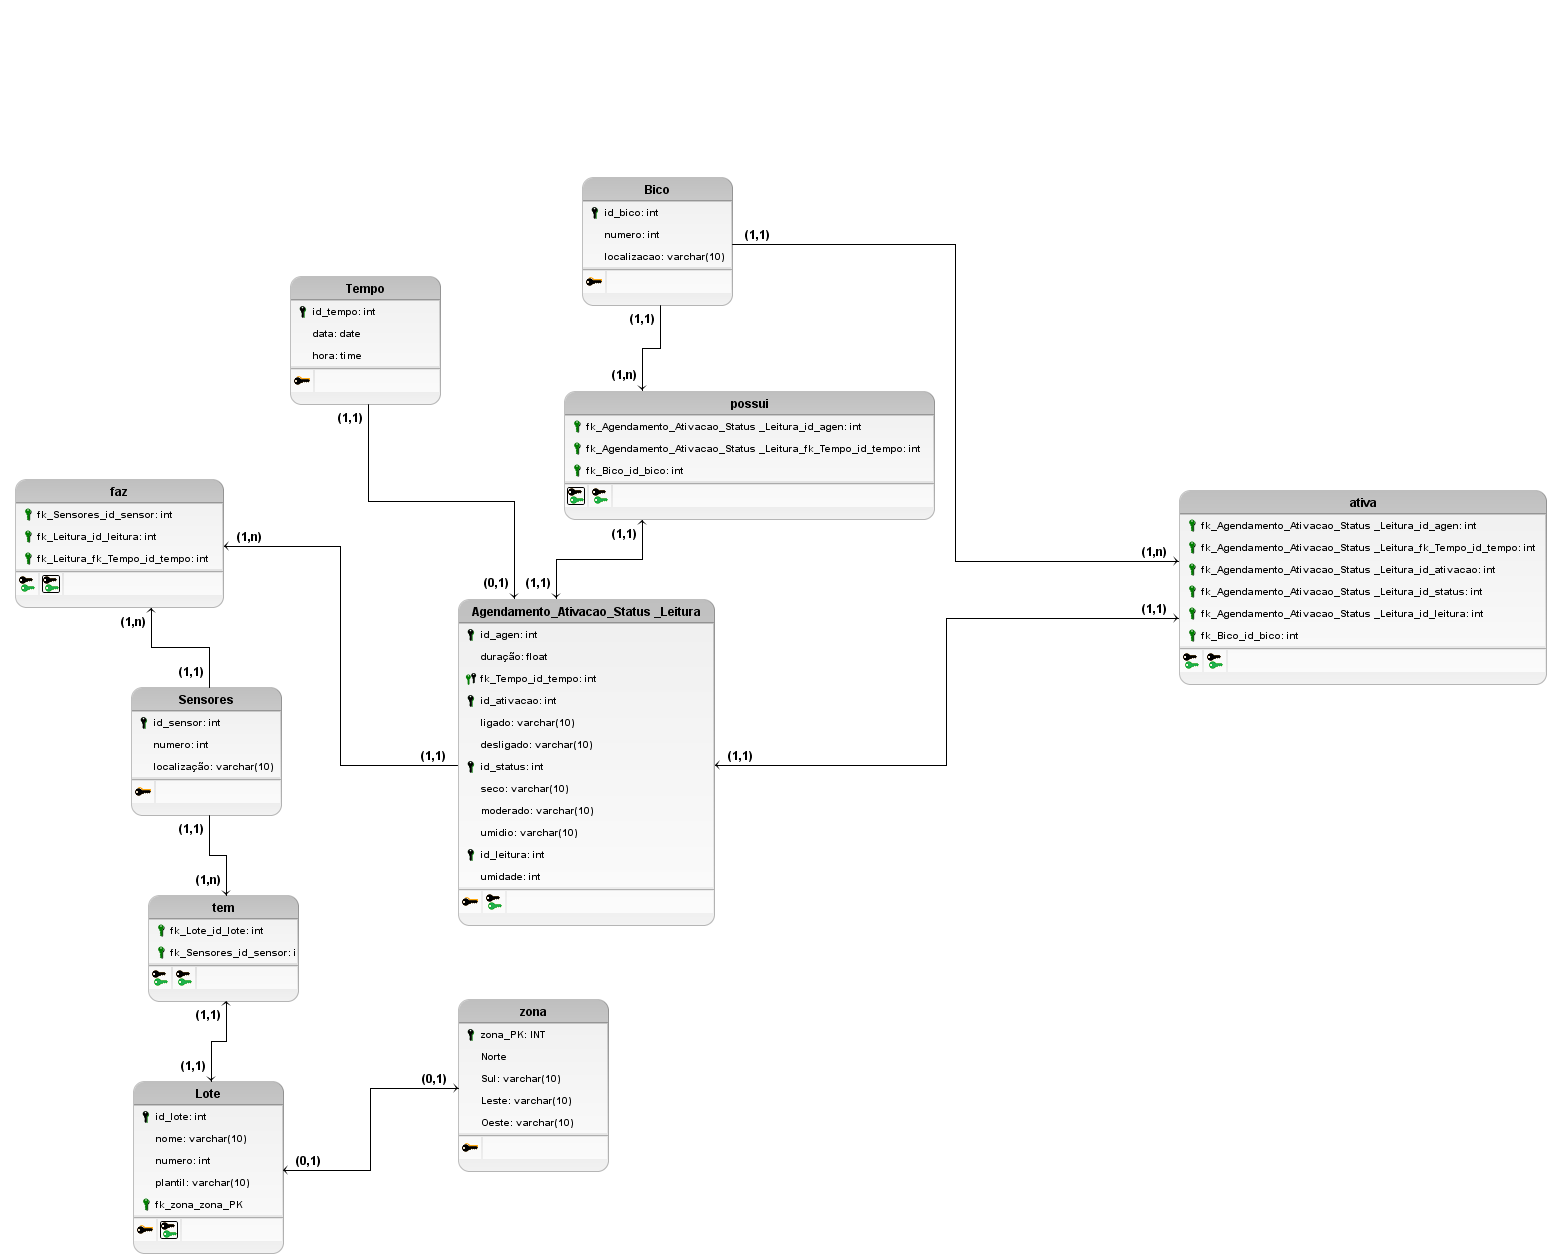 Bico
id_bico: int
numero: int
localizacao: varchar(10)
(1,1)
(1,1)
Tempo
id_tempo: int
data: date
hora: time
(1,1)
(1,n)
possui
fk_Agendamento_Ativacao_Status _Leitura_id_agen: int
fk_Agendamento_Ativacao_Status _Leitura_fk_Tempo_id_tempo: int
fk_Bico_id_bico: int
(1,1)
faz
fk_Sensores_id_sensor: int
fk_Leitura_id_leitura: int
fk_Leitura_fk_Tempo_id_tempo: int
(1,n)
(1,n)
ativa
fk_Agendamento_Ativacao_Status _Leitura_id_agen: int
fk_Agendamento_Ativacao_Status _Leitura_fk_Tempo_id_tempo: int
fk_Agendamento_Ativacao_Status _Leitura_id_ativacao: int
fk_Agendamento_Ativacao_Status _Leitura_id_status: int
fk_Agendamento_Ativacao_Status _Leitura_id_leitura: int
fk_Bico_id_bico: int
(1,n)
(1,1)
(0,1)
(1,1)
Agendamento_Ativacao_Status _Leitura
id_agen: int
duração: float
fk_Tempo_id_tempo: int
id_ativacao: int
ligado: varchar(10)
desligado: varchar(10)
id_status: int
seco: varchar(10)
moderado: varchar(10)
umidio: varchar(10)
id_leitura: int
umidade: int
(1,1)
(1,1)
(1,1)
Sensores
id_sensor: int
numero: int
localização: varchar(10)
(1,1)
(1,n)
tem
fk_Lote_id_lote: int
fk_Sensores_id_sensor: i
(1,1)
(1,1)
Lote
id_lote: int
nome: varchar(10)
numero: int
plantil: varchar(10)
fk_zona_zona_PK
(0,1)
(0,1)
zona
zona_PK: INT
Norte
Sul: varchar(10)
Leste: varchar(10)
Oeste: varchar(10)